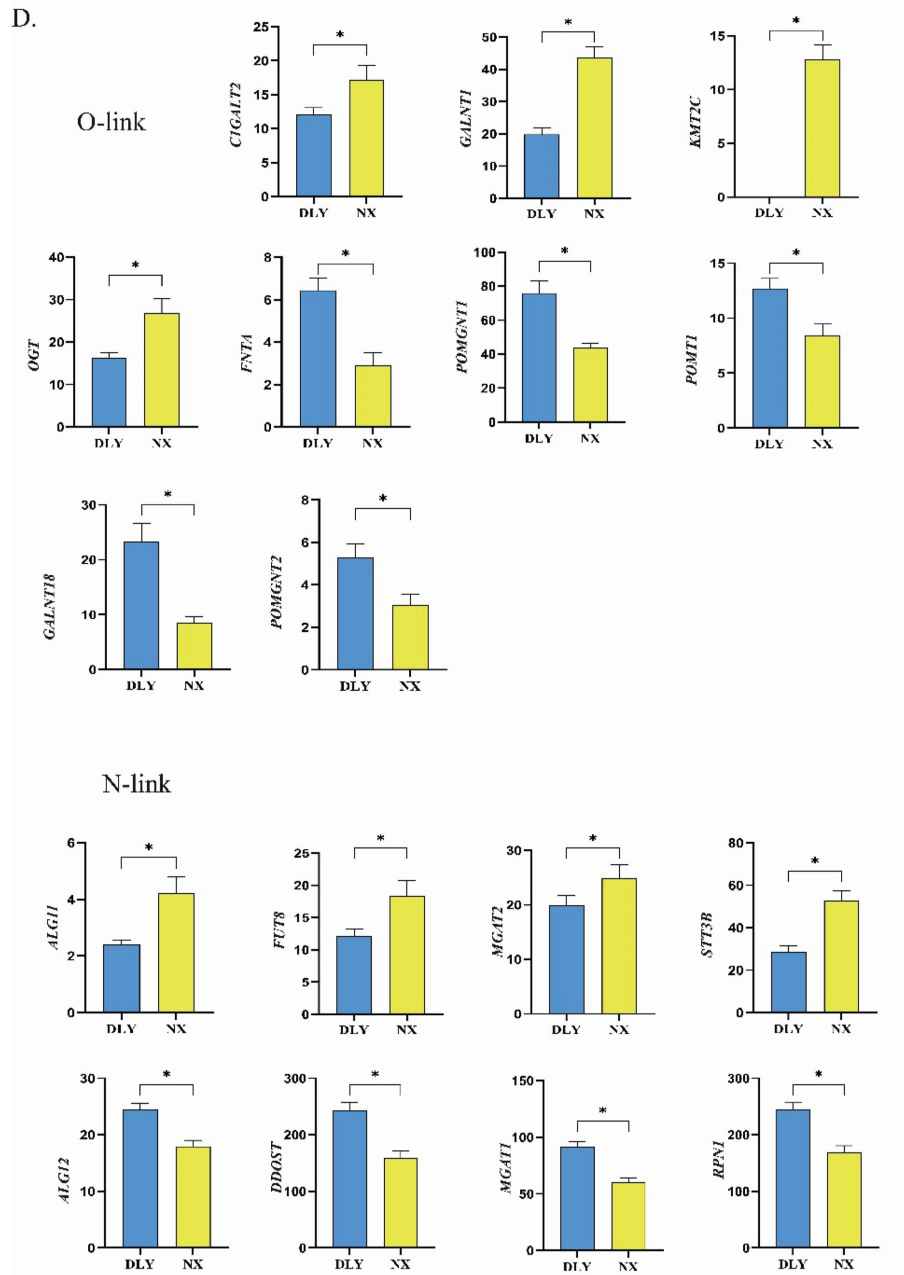 D.
O-link
*
C1GALT2
25
20
15
10
5
0
DLY NX
*
GALNT1
50
40
30
20
10
0
DLY NX
*
KMT2C
15
10
5
0
DLY NX
*
OGT
40
30
20
10
0
DLY NX
*
FNTA
8
6
4
2
0
DLY NX
*
POMGNT1
100
80
60
40
20
0
DLY NX
*
POMT1
15
10
5
0
DLY NX
*
GALNT18
30
20
10
0
DLY NX
*
POMGNT2
8
6
4
2
0
DLY NX
N-link
*
ALG11
6
4
2
0
DLY NX
*
FUT8
25
20
15
10
5
0
DLY NX
*
MGAT2
30
20
10
0
DLY NX
*
STT3B
80
60
40
20
0
DLY NX
*
ALG12
30
20
10
0
DLY NX
*
DDOST
300
200
100
0
DLY NX
*
MGAT1
150
100
50
0
DLY NX
*
RPN1
300
200
100
0
DLY NX